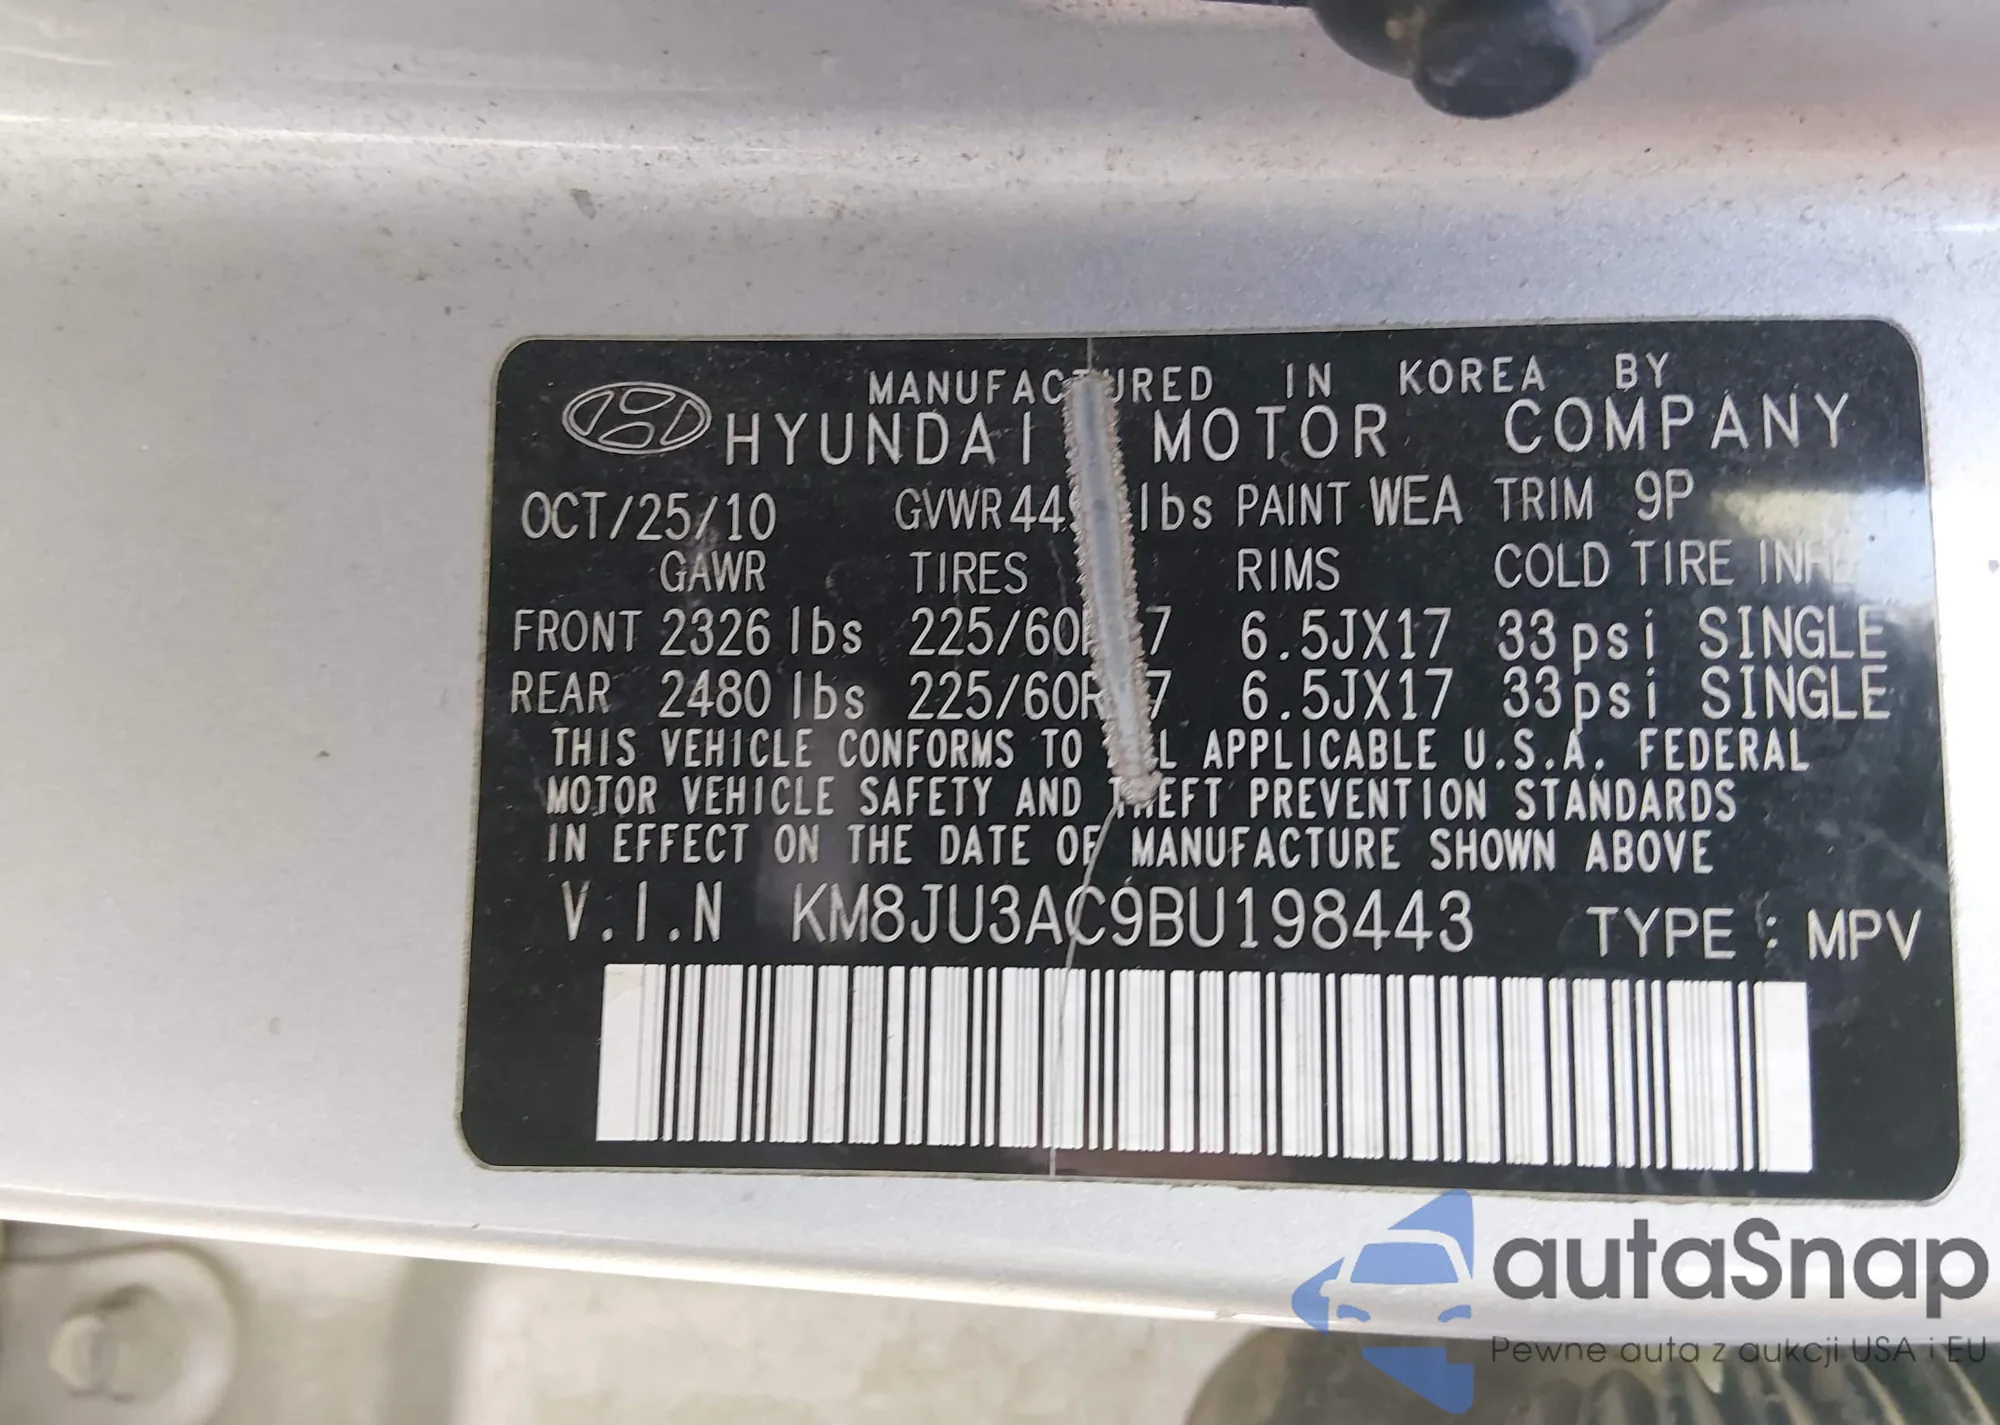 MANUFACTURED IN KOREA BY
HYUNDAI MOTOR COMPANY
OCT/25/10 lbs PAINT WEA TRIM 9P
GAWR TIRES RIMS COLD TIRE
FRONT 2326 lbs 6.5JX17 33psi SINGLE
REAR 2480 lbs 6.5JX17 33psi SINGLE
THIS VEHICLE CONFORMS TO APPLICABLE U.S.A. FEDERAL
MOTOR VEHICLE SAFETY AND THEFT PREVENTION STANDARDS
IN EFFECT ON THE DATE OF MANUFACTURE SHOWN ABOVE
V.I.N KM8JU3AC9BU198443 TYPE : MPV
autaSnap
Pewne auta z aukcji USA i EU